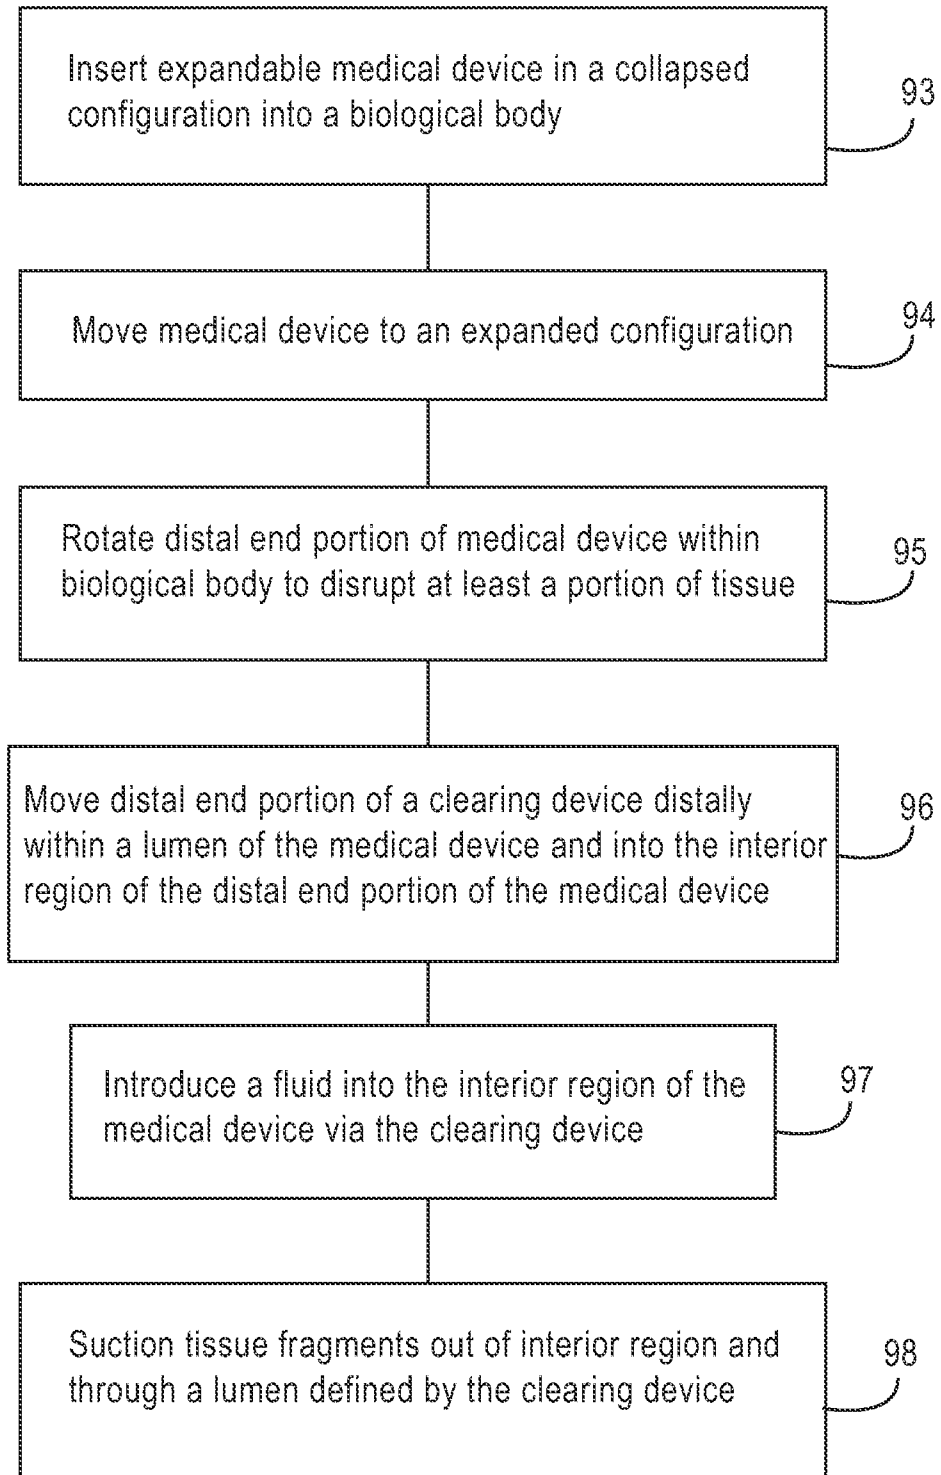 Insert expandable medical device in a collapsed
configuration into a biological body
93
Move medical device to an expanded configuration
94
Rotate distal end portion of medical device within
biological body to disrupt at least a portion of tissue
95
Move distal end portion of a clearing device distally
within a lumen of the medical device and into the interior
region of the distal end portion of the medical device
96
Introduce a fluid into the interior region of the
medical device via the clearing device
97
Suction tissue fragments out of interior region and
through a lumen defined by the clearing device
98